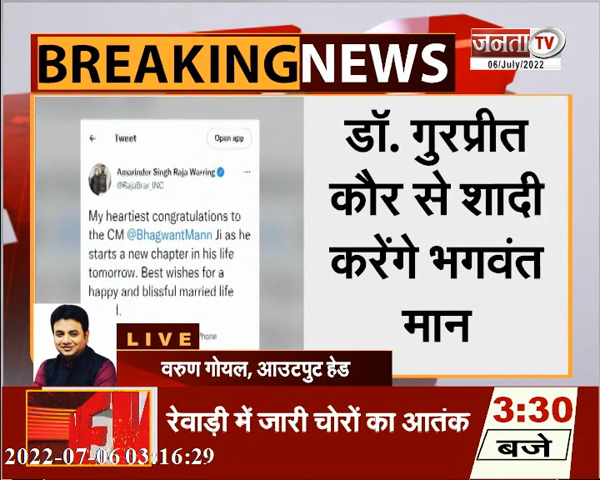 BREAKING NEWS
जनता TV
06/July/2022
Tweet
Open app
Amarinder Singh Raja Warring
@RajaBrar_INC
My heartiest congratulations to
the CM @BhagwantMann Ji as he
starts a new chapter in his life
tomorrow. Best wishes for a
happy and blissful married life
डॉ. गुरप्रीत
कौर से शादी
करेंगे भगवंत
मान
LIVE
वरुण गोयल, आउटपुट हेड
रेवाड़ी में जारी चोरों का आतंक
3:30
बजे
2022-07-06 03:16:29